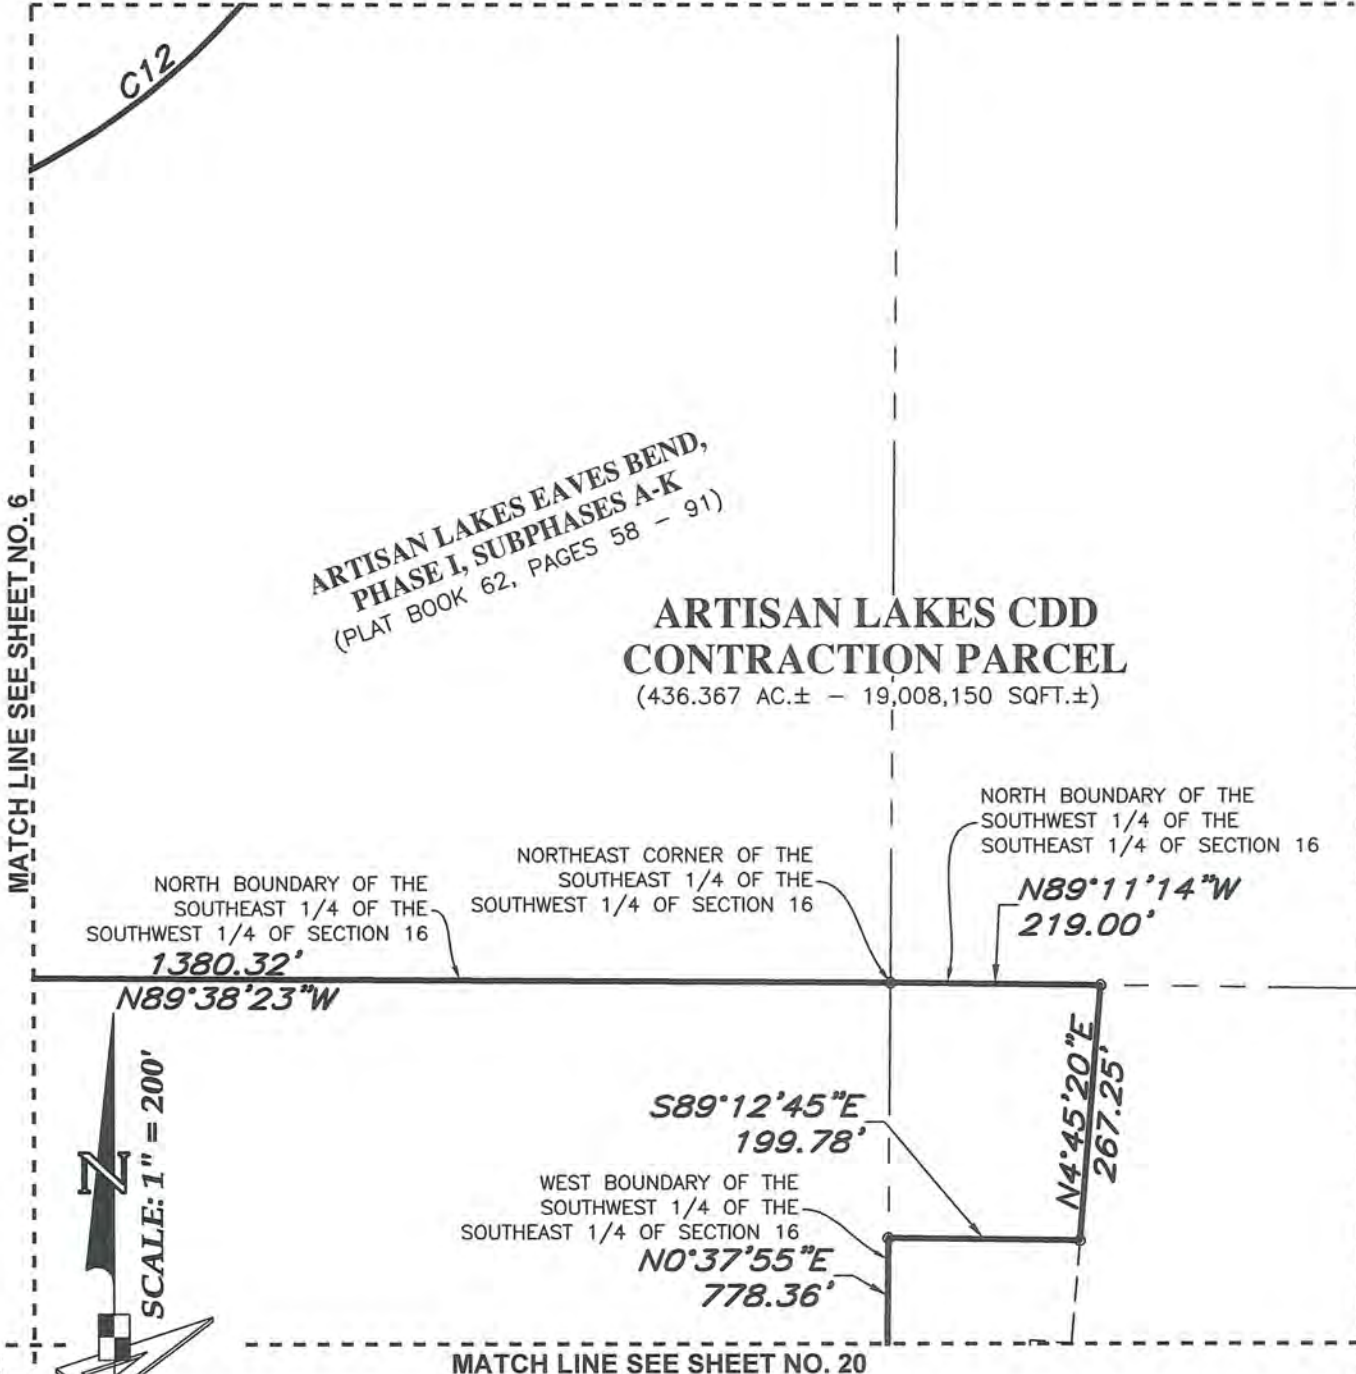 C12
MATCH LINE SEE SHEET NO. 6
ARTISAN LAKES EAVES BEND,
PHASE I, SUBPHASES A-K
(PLAT BOOK 62, PAGES 58 - 91)
ARTISAN LAKES CDD
CONTRACTION PARCEL
(436.367 AC.± - 19,008,150 SQFT.±)
NORTH BOUNDARY OF THE
SOUTHWEST 1/4 OF THE
SOUTHEAST 1/4 OF SECTION 16
N89°11'14"W
219.00'
NORTHEAST CORNER OF THE
SOUTHEAST 1/4 OF THE
SOUTHWEST 1/4 OF SECTION 16
NORTH BOUNDARY OF THE
SOUTHEAST 1/4 OF THE
SOUTHWEST 1/4 OF SECTION 16
1380.32'
N89°38'23"W
N
SCALE: 1" = 200'
N4°45'20"E
267.25'
S89°12'45"E
199.78'
WEST BOUNDARY OF THE
SOUTHWEST 1/4 OF THE
SOUTHEAST 1/4 OF SECTION 16
N0°37'55"E
778.36'
MATCH LINE SEE SHEET NO. 20